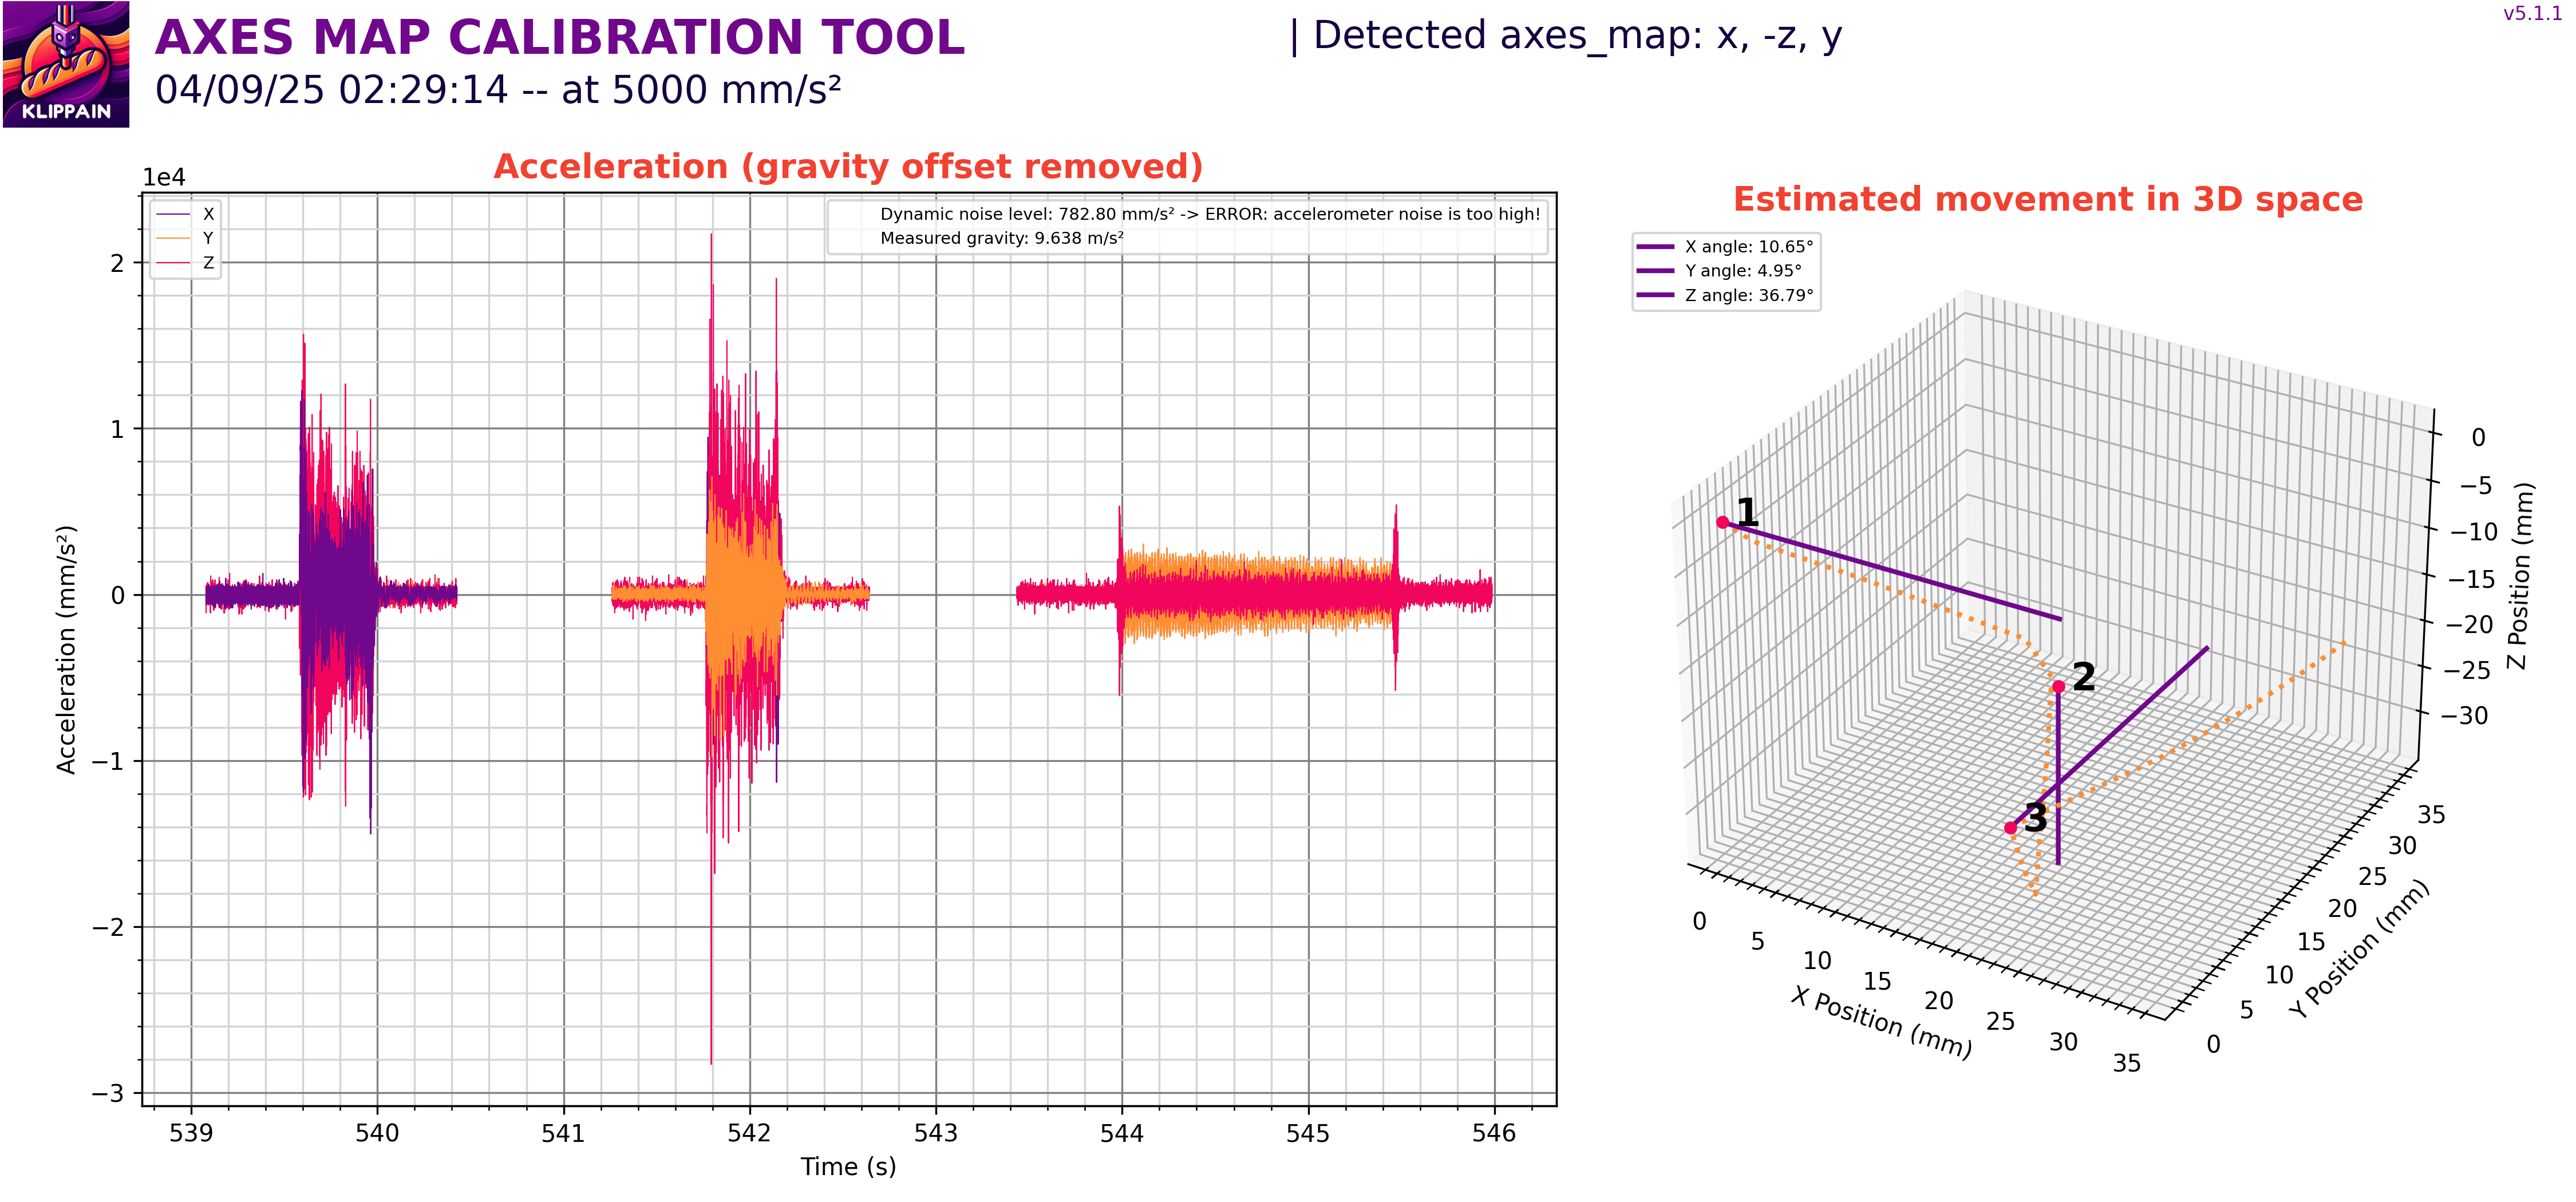 KLIPPAIN
AXES MAP CALIBRATION TOOL
04/09/25 02:29:14 -- at 5000 mm/s²
| Detected axes_map: x, -z, y
v5.1.1
Acceleration (gravity offset removed)
1e4
X
Y
Z
Dynamic noise level: 782.80 mm/s² -> ERROR: accelerometer noise is too high!
Measured gravity: 9.638 m/s²
Acceleration (mm/s²)
2
1
0
−1
−2
−3
539 540 541 542 543 544 545 546
Time (s)
Estimated movement in 3D space
X angle: 10.65°
Y angle: 4.95°
Z angle: 36.79°
1
2
3
0
5
10
15
20
25
30
35
X Position (mm)
0
5
10
15
20
25
30
35
Y Position (mm)
0
−5
−10
−15
−20
−25
−30
Z Position (mm)